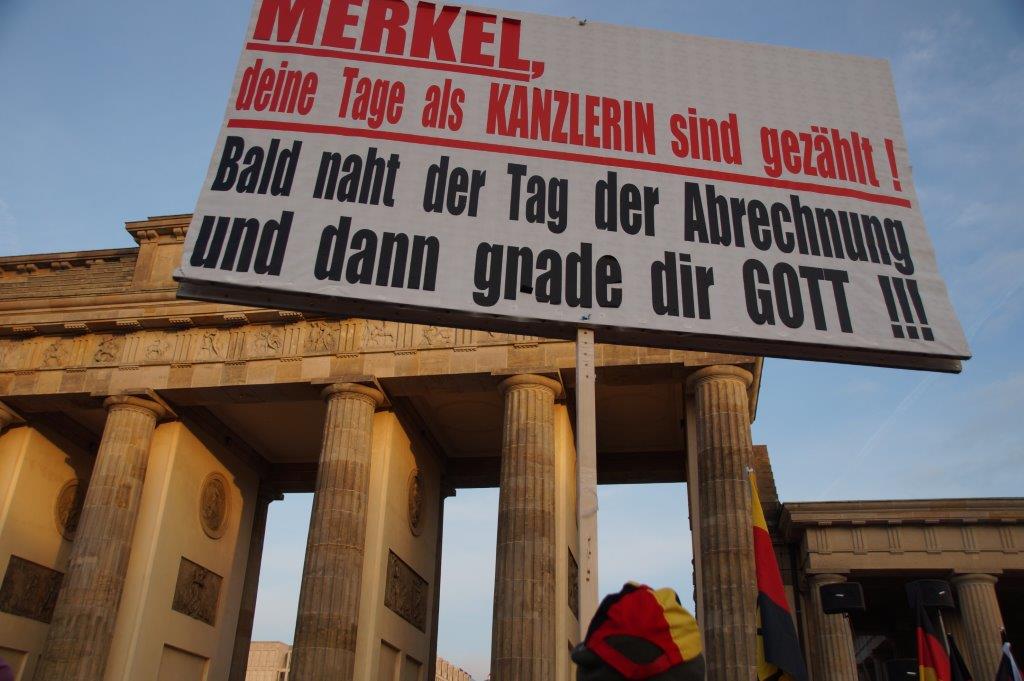 MERKEL,
deine Tage als KANZLERIN sind gezählt !
Bald naht der Tag der Abrechnung
und dann gnade dir GOTT !!!